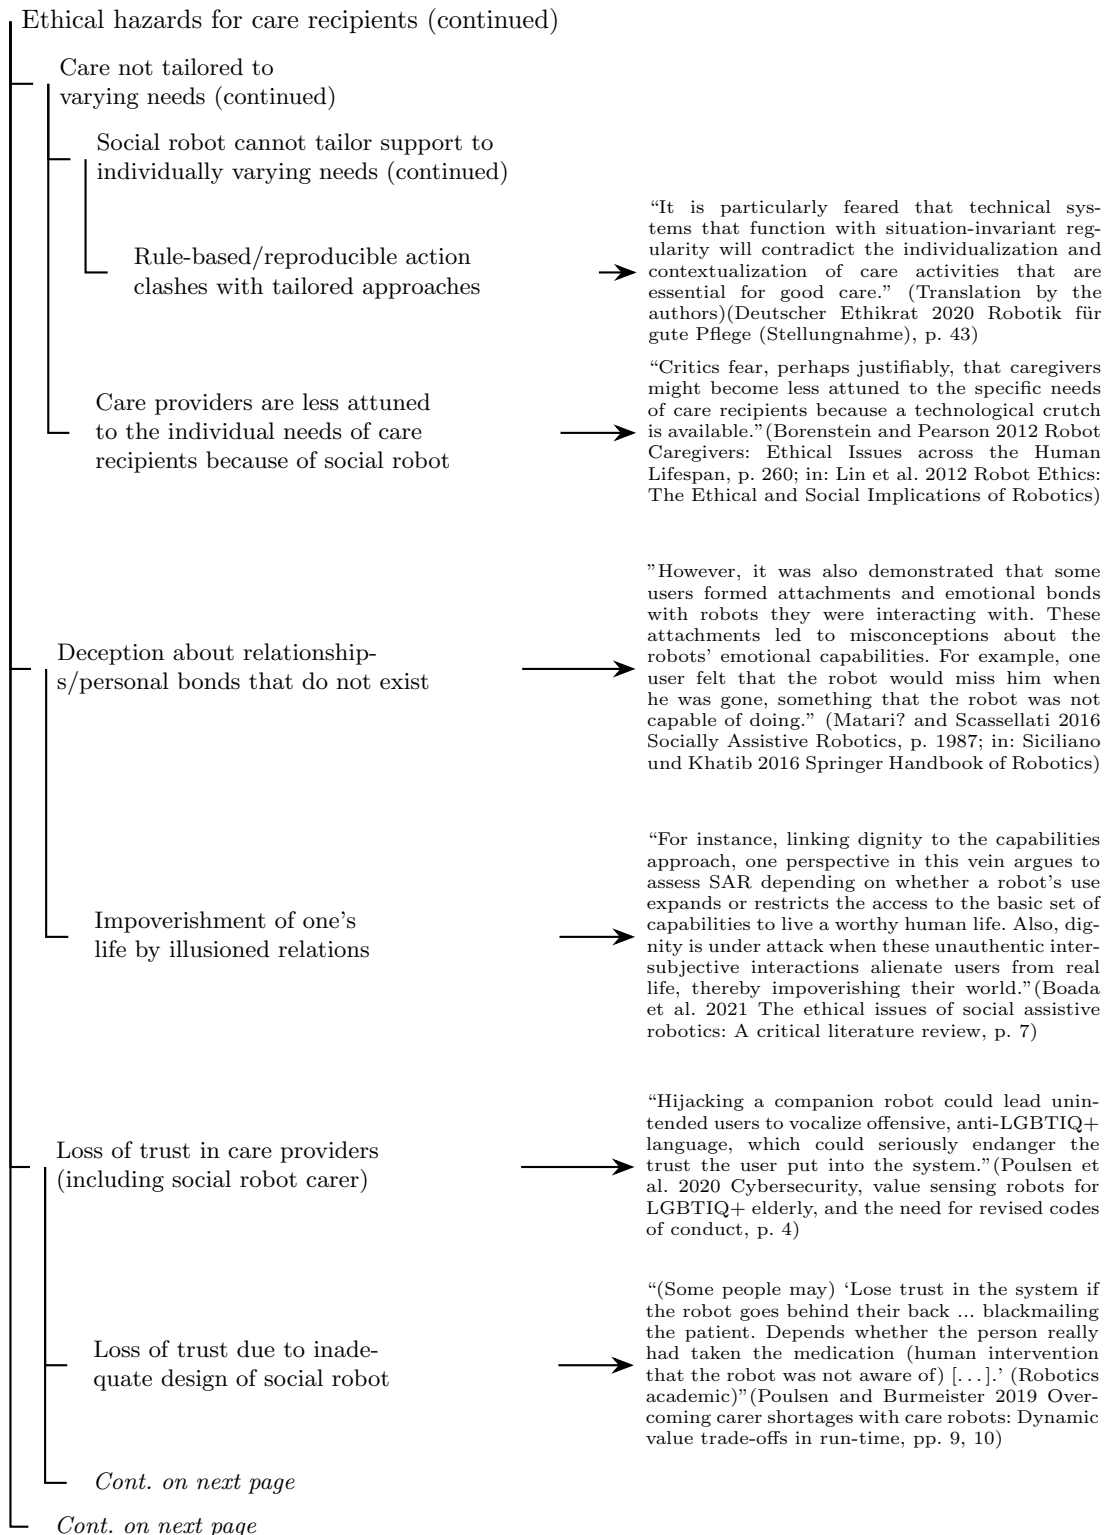 Ethical hazards for care recipients (continued)
Care not tailored to
varying needs (continued)
Social robot cannot tailor support to
individually varying needs (continued)
Rule-based/reproducible action
clashes with tailored approaches
“It is particularly feared that technical sys-
tems that function with situation-invariant reg-
ularity will contradict the individualization and
contextualization of care activities that are
essential for good care.” (Translation by the
authors)(Deutscher Ethikrat 2020 Robotik für
gute Pflege (Stellungnahme), p. 43)
Care providers are less attuned
to the individual needs of care
recipients because of social robot
“Critics fear, perhaps justifiably, that caregivers
might become less attuned to the specific needs
of care recipients because a technological crutch
is available.”(Borenstein and Pearson 2012 Robot
Caregivers: Ethical Issues across the Human
Lifespan, p. 260; in: Lin et al. 2012 Robot Ethics:
The Ethical and Social Implications of Robotics)
Deception about relationship-
s/personal bonds that do not exist
”However, it was also demonstrated that some
users formed attachments and emotional bonds
with robots they were interacting with. These
attachments led to misconceptions about the
robots’ emotional capabilities. For example, one
user felt that the robot would miss him when
he was gone, something that the robot was not
capable of doing.” (Matari? and Scassellati 2016
Socially Assistive Robotics, p. 1987; in: Siciliano
und Khatib 2016 Springer Handbook of Robotics)
Impoverishment of one’s
life by illusioned relations
“For instance, linking dignity to the capabilities
approach, one perspective in this vein argues to
assess SAR depending on whether a robot’s use
expands or restricts the access to the basic set of
capabilities to live a worthy human life. Also, dig-
nity is under attack when these unauthentic inter-
subjective interactions alienate users from real
life, thereby impoverishing their world.”(Boada
et al. 2021 The ethical issues of social assistive
robotics: A critical literature review, p. 7)
Loss of trust in care providers
(including social robot carer)
“Hijacking a companion robot could lead unin-
tended users to vocalize offensive, anti-LGBTIQ+
language, which could seriously endanger the
trust the user put into the system.”(Poulsen et
al. 2020 Cybersecurity, value sensing robots for
LGBTIQ+ elderly, and the need for revised codes
of conduct, p. 4)
Loss of trust due to inade-
quate design of social robot
“(Some people may) ‘Lose trust in the system if
the robot goes behind their back ... blackmailing
the patient. Depends whether the person really
had taken the medication (human intervention
that the robot was not aware of) [...].’ (Robotics
academic)”(Poulsen and Burmeister 2019 Over-
coming carer shortages with care robots: Dynamic
value trade-offs in run-time, pp. 9, 10)
Cont. on next page
Cont. on next page